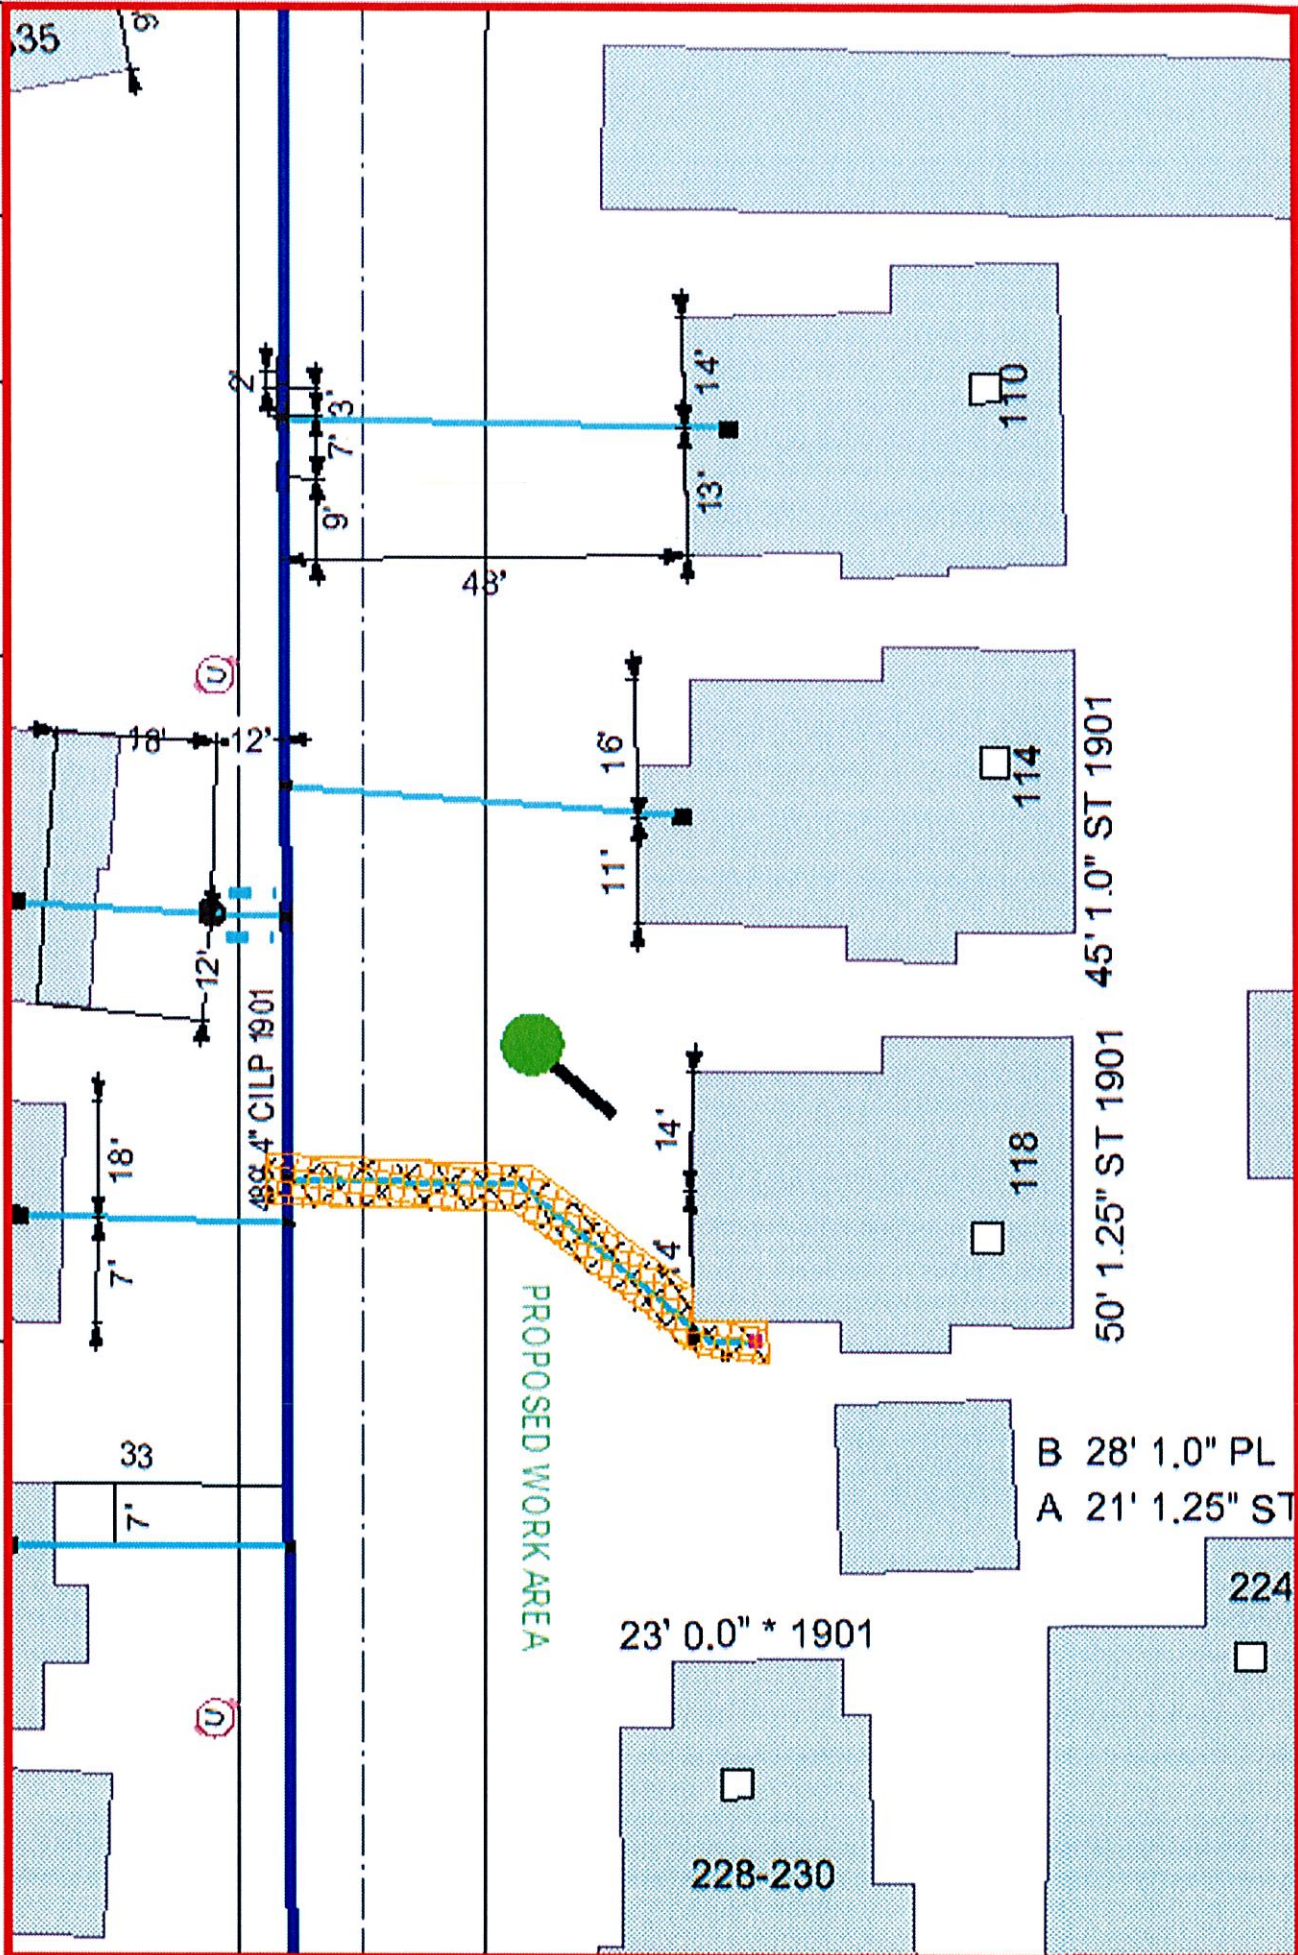 9'
2'
3'
7'
9'
14'
13'
110
48'
U
18'
12'
16'
11'
114
45' 1.0" ST 1901
12'
4" CILP 1901
18'
7'
14'
118
50' 1.25" ST 1901
PROPOSED WORK AREA
33
7'
B 28' 1.0" PL
A 21' 1.25" ST
224
23' 0.0" * 1901
U
228-230